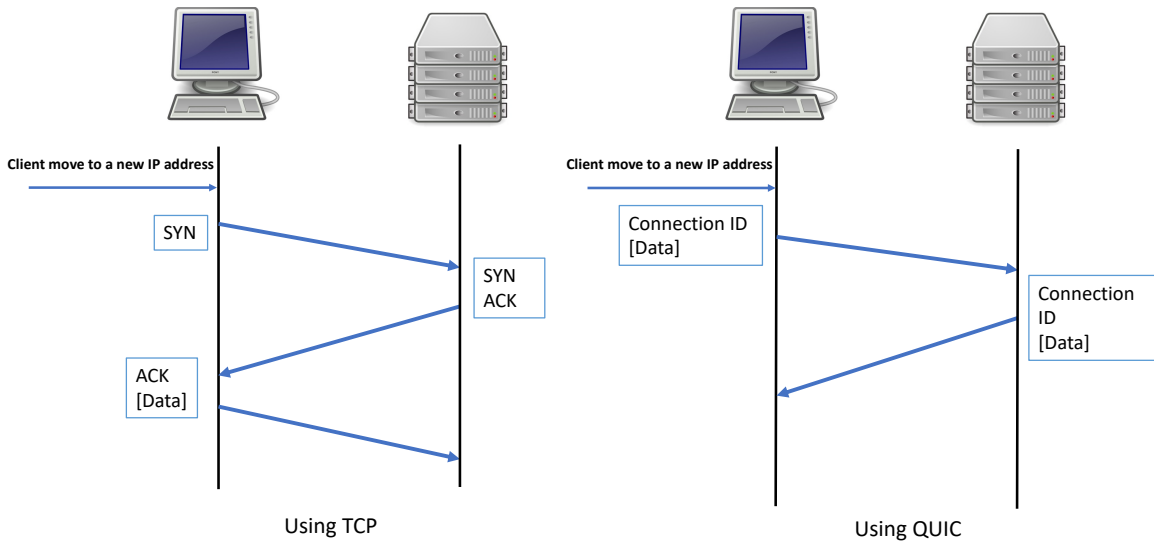 Client move to a new IP address
SYN
SYN
ACK
ACK
[Data]
Using TCP
Client move to a new IP address
Connection ID
[Data]
Connection
ID
[Data]
Using QUIC